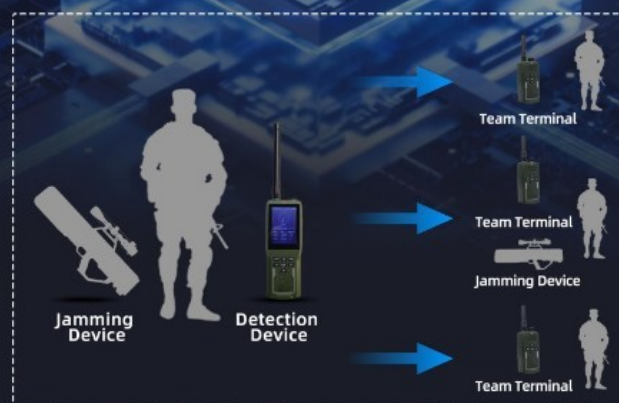 Team Terminal
Team Terminal
Jamming Device
Jamming
Device
Detection
Device
Team Terminal